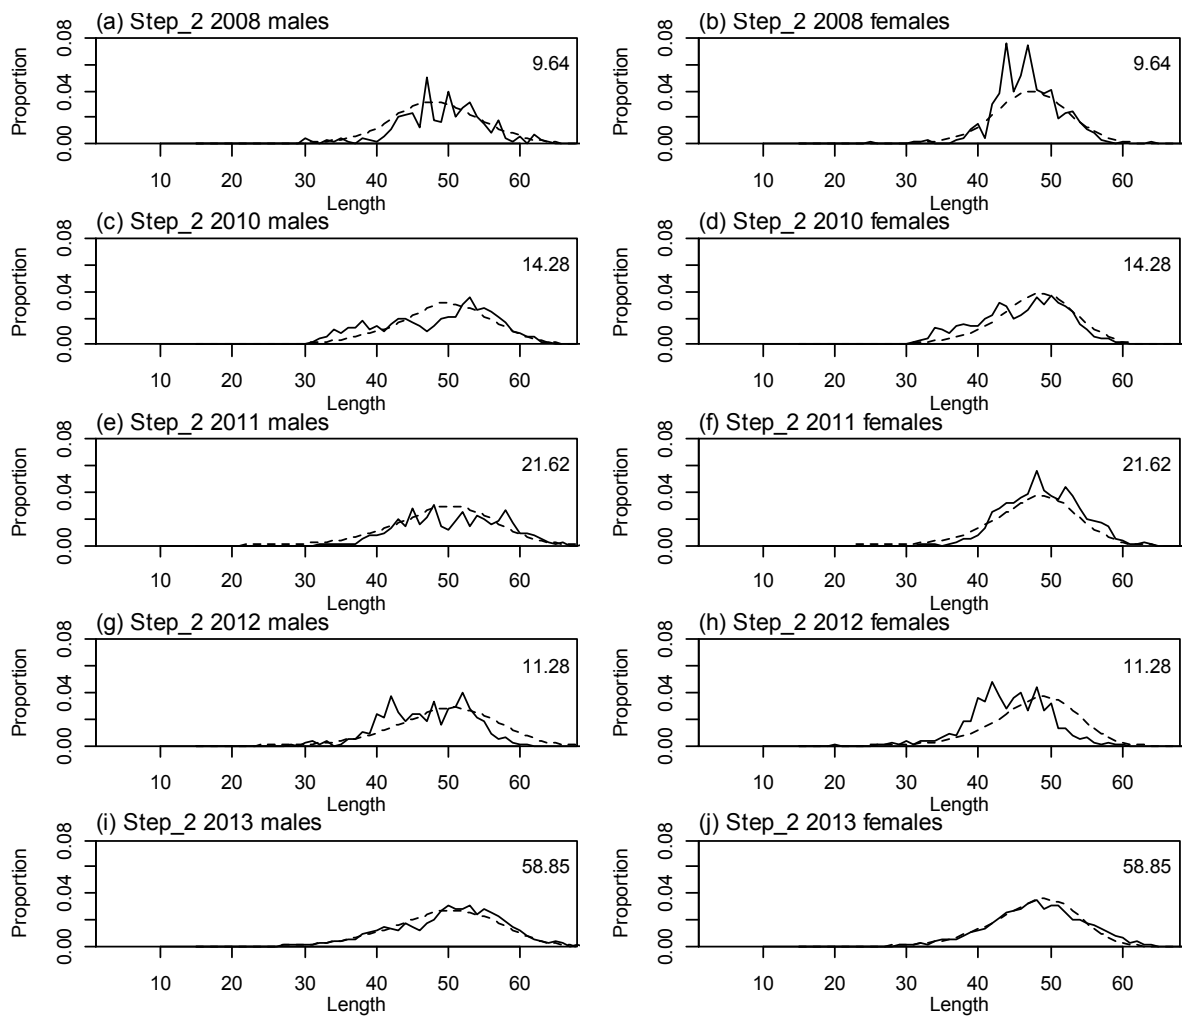 (a) Step_2 2008 males
(b) Step_2 2008 females
Proportion
0.00 0.04 0.08
9.64
10 20 30 40 50 60
Length
Proportion
0.00 0.04 0.08
9.64
10 20 30 40 50 60
Length
(c) Step_2 2010 males
(d) Step_2 2010 females
Proportion
0.00 0.04 0.08
14.28
10 20 30 40 50 60
Length
Proportion
0.00 0.04 0.08
14.28
10 20 30 40 50 60
Length
(e) Step_2 2011 males
(f) Step_2 2011 females
Proportion
0.00 0.04 0.08
21.62
10 20 30 40 50 60
Length
Proportion
0.00 0.04 0.08
21.62
10 20 30 40 50 60
Length
(g) Step_2 2012 males
(h) Step_2 2012 females
Proportion
0.00 0.04 0.08
11.28
10 20 30 40 50 60
Length
Proportion
0.00 0.04 0.08
11.28
10 20 30 40 50 60
Length
(i) Step_2 2013 males
(j) Step_2 2013 females
Proportion
0.00 0.04 0.08
58.85
10 20 30 40 50 60
Length
Proportion
0.00 0.04 0.08
58.85
10 20 30 40 50 60
Length